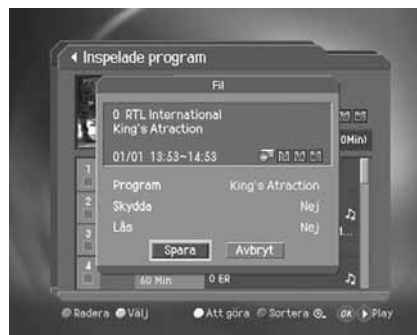 Inspelade program
Fil
0 RTL International
King's Atraction
01/01 13:53~14:53
0Min)
Program King's Atraction
Skydda Nej
Lås Nej
Spara Avbryt
1
2
3
4
60 Min 0 ER
Radera Välj Att göra Sortera OK Play